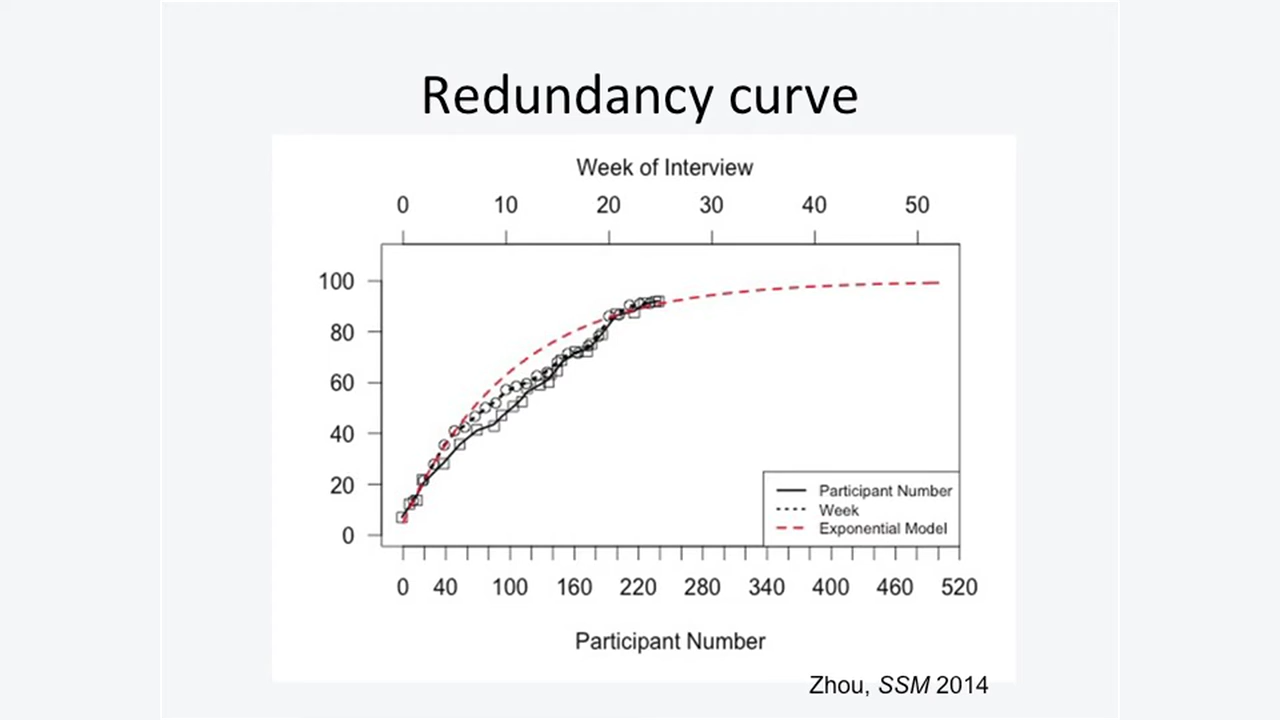 Redundancy curve
Week of Interview
0 10 20 30 40 50
100
80
60
40
20
0
Participant Number
Week
Exponential Model
0 40 100 160 220 280 340 400 460 520
Participant Number
Zhou, SSM 2014